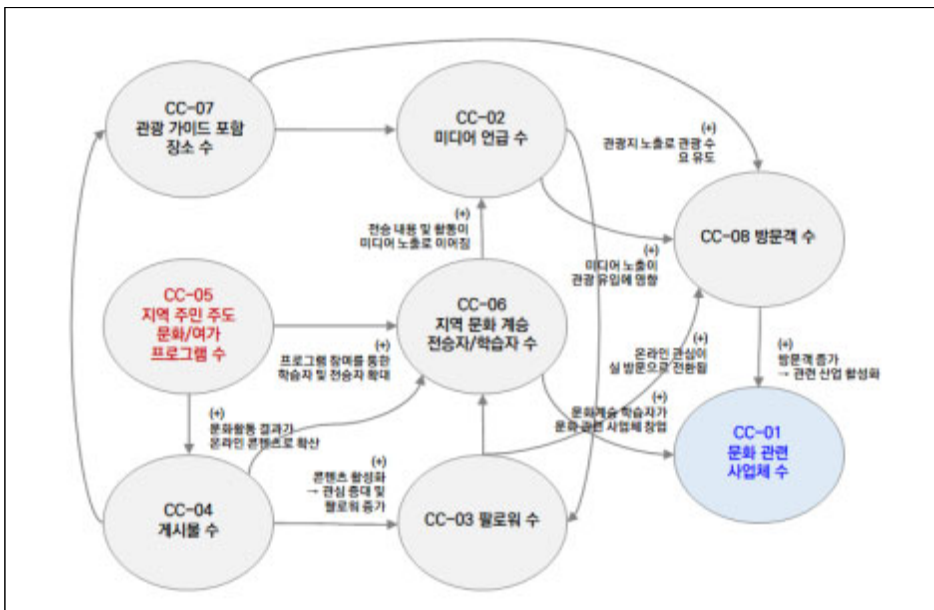 CC-07
관광 가이드 포함
장소 수
CC-02
미디어 언급 수
(+)
관광지 노출로 관광 수
요 유도
CC-08 방문객 수
(+)
전승 내용 및 활동이
미디어 노출로 이어짐
(+)
미디어 노출이
관광 유입에 영향
CC-05
지역 주민 주도
문화/여가
프로그램 수
CC-06
지역 문화 계승
전승자/학습자 수
(+)
프로그램 참여를 통한
학습자 및 전승자 확대
(+)
온라인 관심이
실 방문으로 전환됨
(+)
방문객 증가
→ 관련 산업 활성화
(+)
문화활동 결과가
온라인 콘텐츠로 확산
(+)
문화계승 학습자가
문화 관련 사업체 창업
CC-01
문화 관련
사업체 수
(+)
콘텐츠 활성화
→ 관심 증대 및
팔로워 증가
CC-04
게시물 수
CC-03 팔로워 수